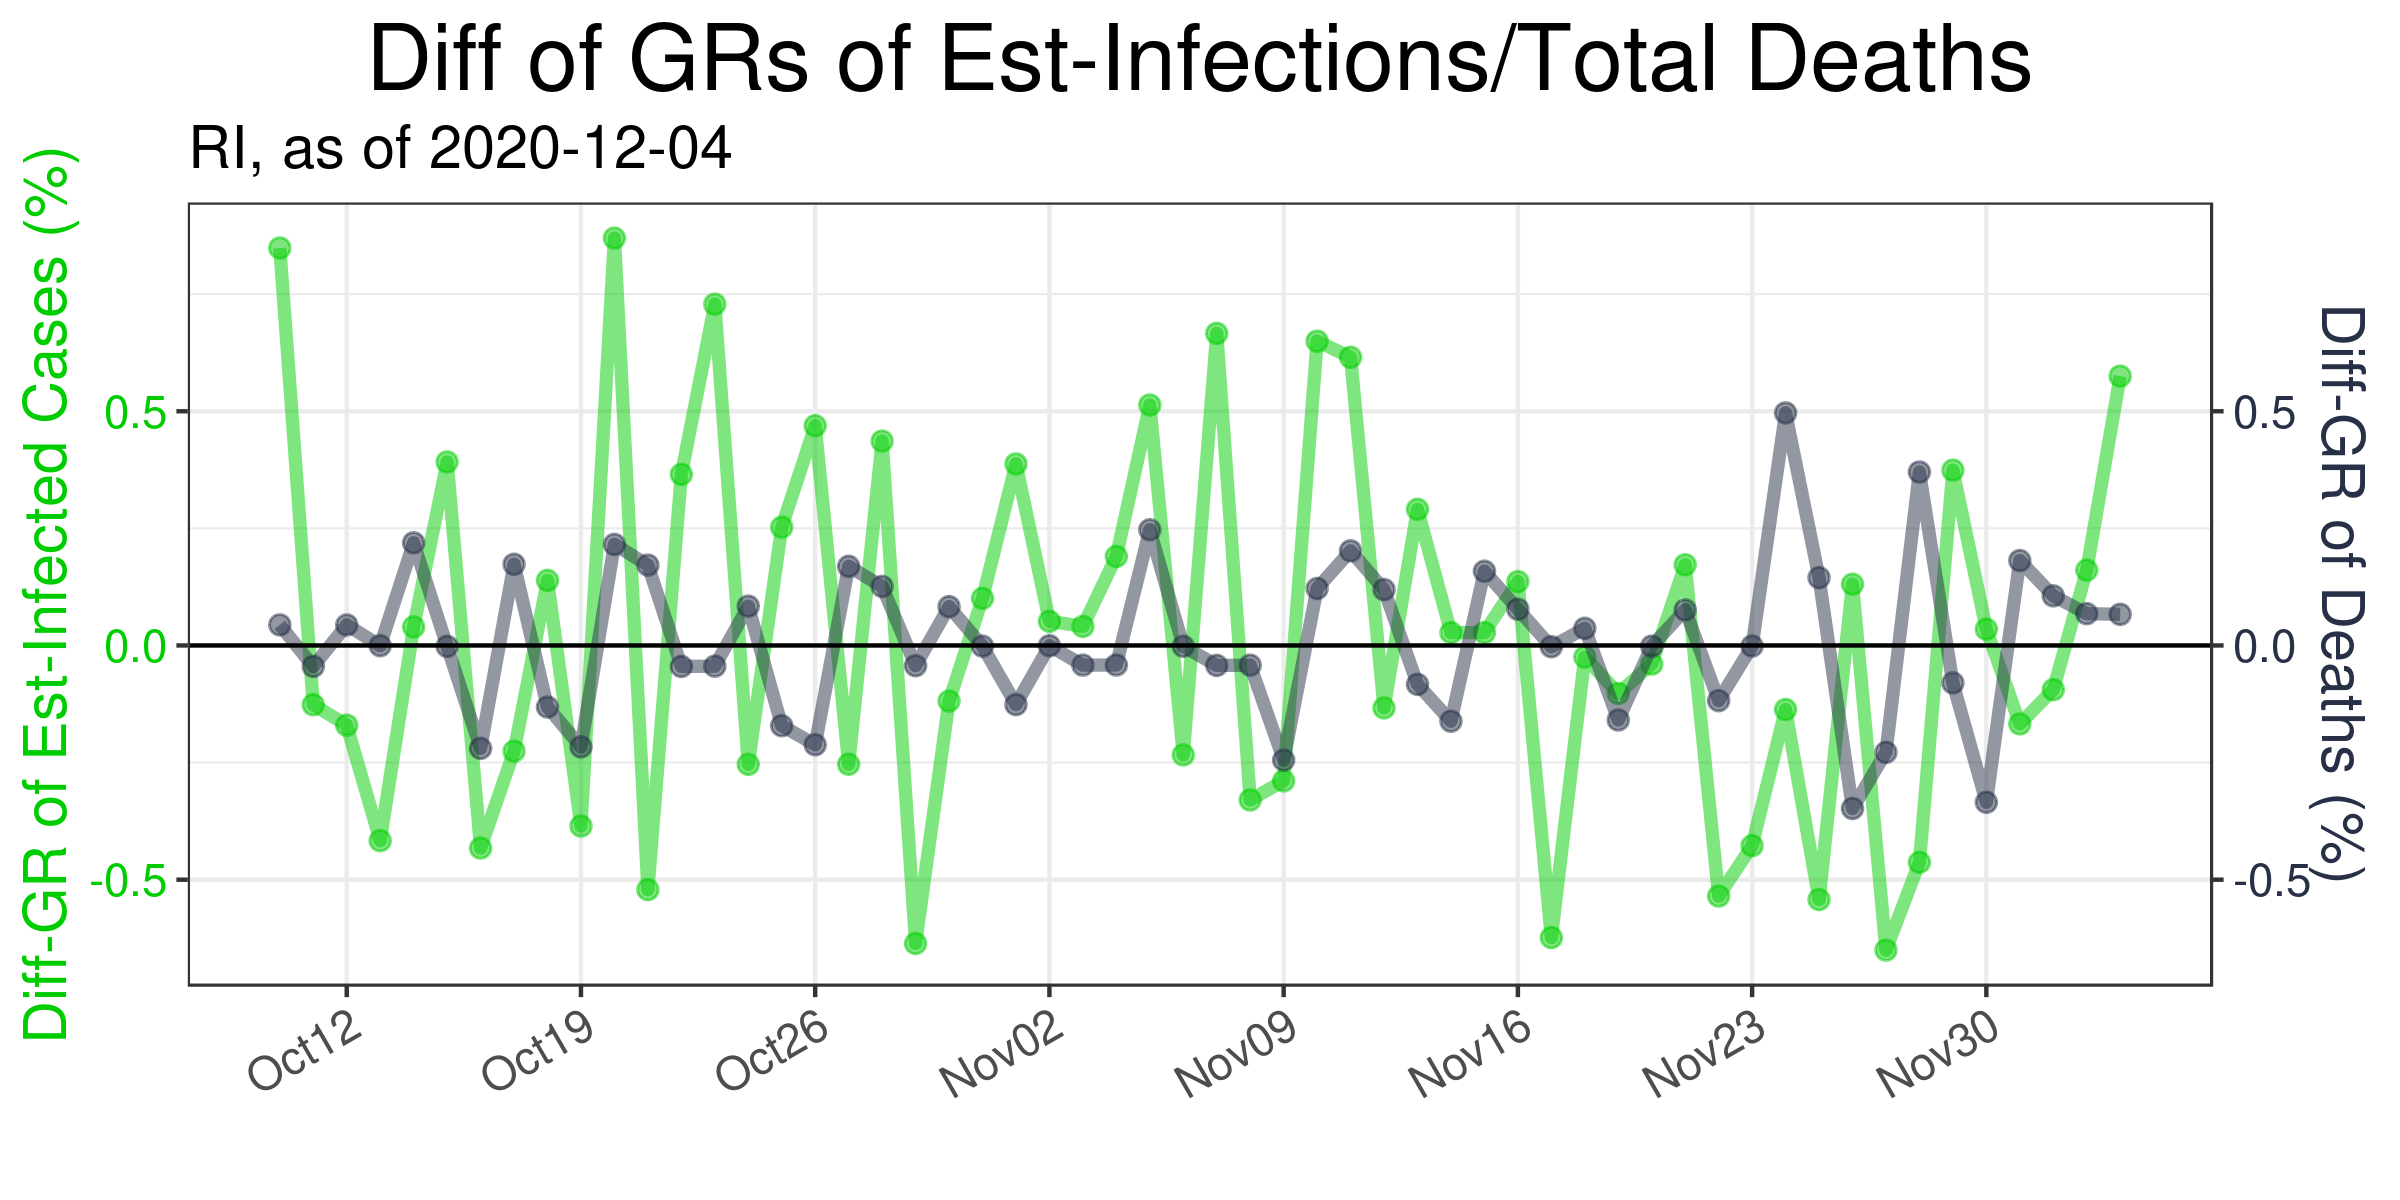 Diff of GRs of Est-Infections/Total Deaths
RI, as of 2020-12-04
Diff-GR of Est-Infected Cases (%)
0.5
0.0
-0.5
0.5
0.0
-0.5
Diff-GR of Deaths (%)
Oct12
Oct19
Oct26
Nov02
Nov09
Nov16
Nov23
Nov30